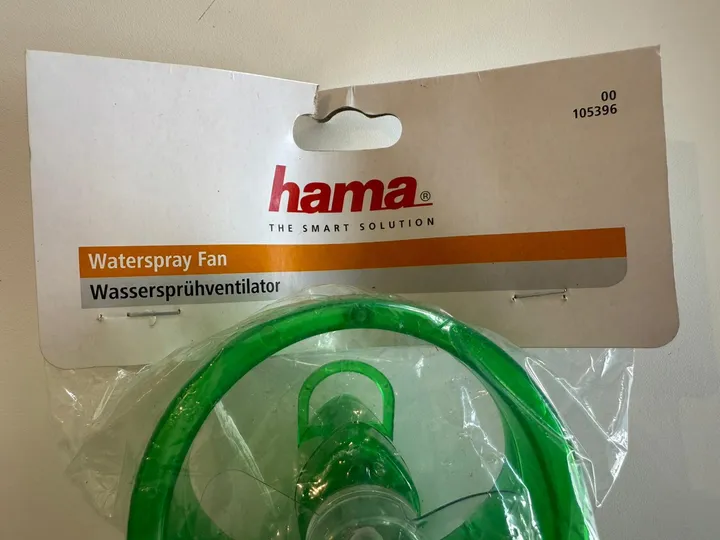 00
105396
hama®
THE SMART SOLUTION
Waterspray Fan
Wassersprühventilator